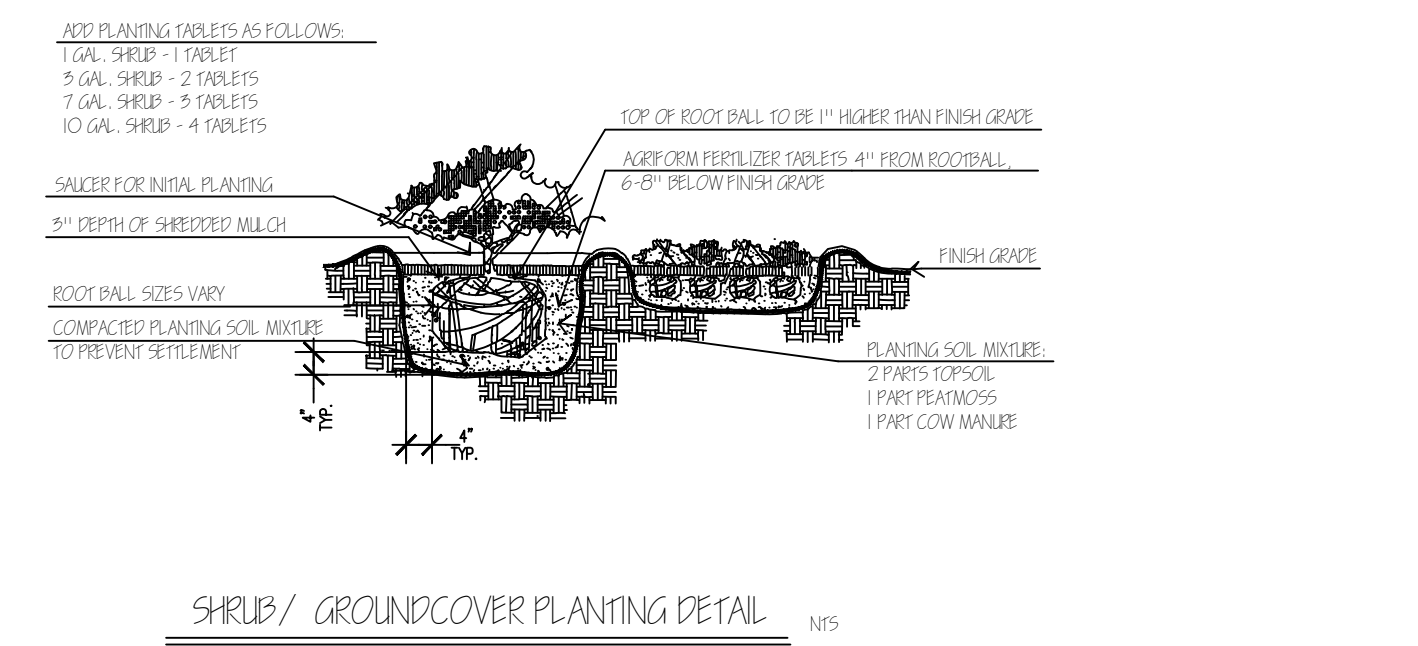 ADD PLANTING TABLETS AS FOLLOWS:
1 GAL. SHRUB - 1 TABLET
3 GAL. SHRUB - 2 TABLETS
7 GAL. SHRUB - 3 TABLETS
10 GAL. SHRUB - 4 TABLETS
TOP OF ROOT BALL TO BE 1" HIGHER THAN FINISH GRADE
AGRIFORM FERTILIZER TABLETS 4" FROM ROOTBALL,
6-8" BELOW FINISH GRADE
SAUCER FOR INITIAL PLANTING
3" DEPTH OF SHREDDED MULCH
FINISH GRADE
ROOT BALL SIZES VARY
COMPACTED PLANTING SOIL MIXTURE
TO PREVENT SETTLEMENT
PLANTING SOIL MIXTURE:
2 PARTS TOPSOIL
1 PART PEATMOSS
1 PART COW MANURE
4"
TYP.
4"
TYP.
SHRUB/ GROUNDCOVER PLANTING DETAIL
NTS